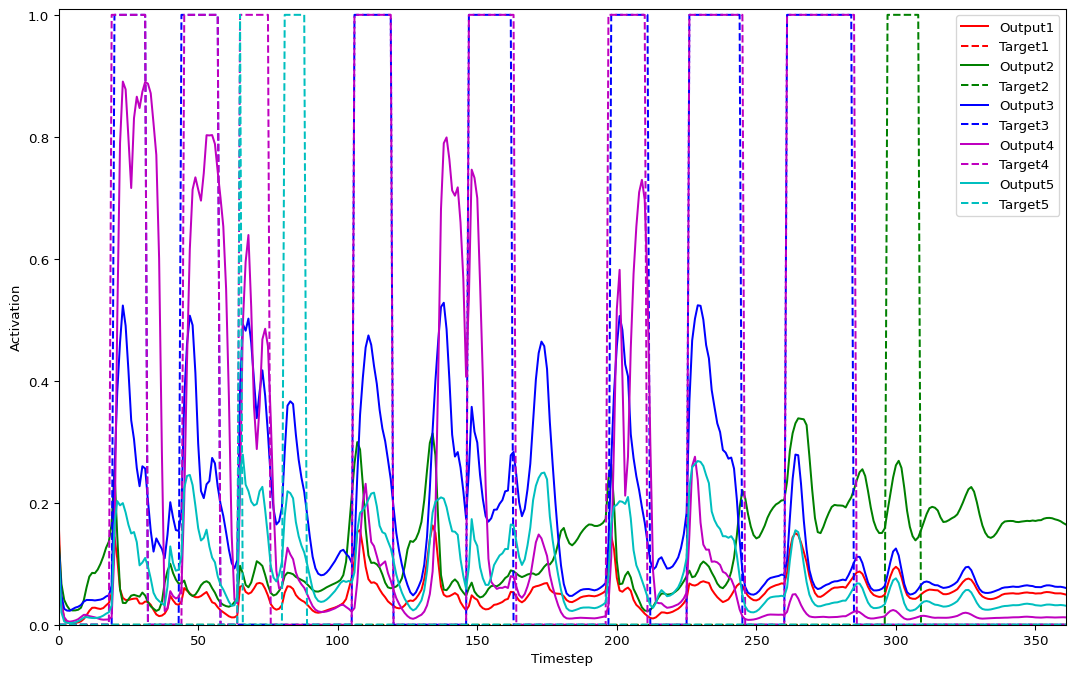 Activation
1.0
0.8
0.6
0.4
0.2
0.0
0 50 100 150 200 250 300 350
Timestep
Output1
Target1
Output2
Target2
Output3
Target3
Output4
Target4
Output5
Target5